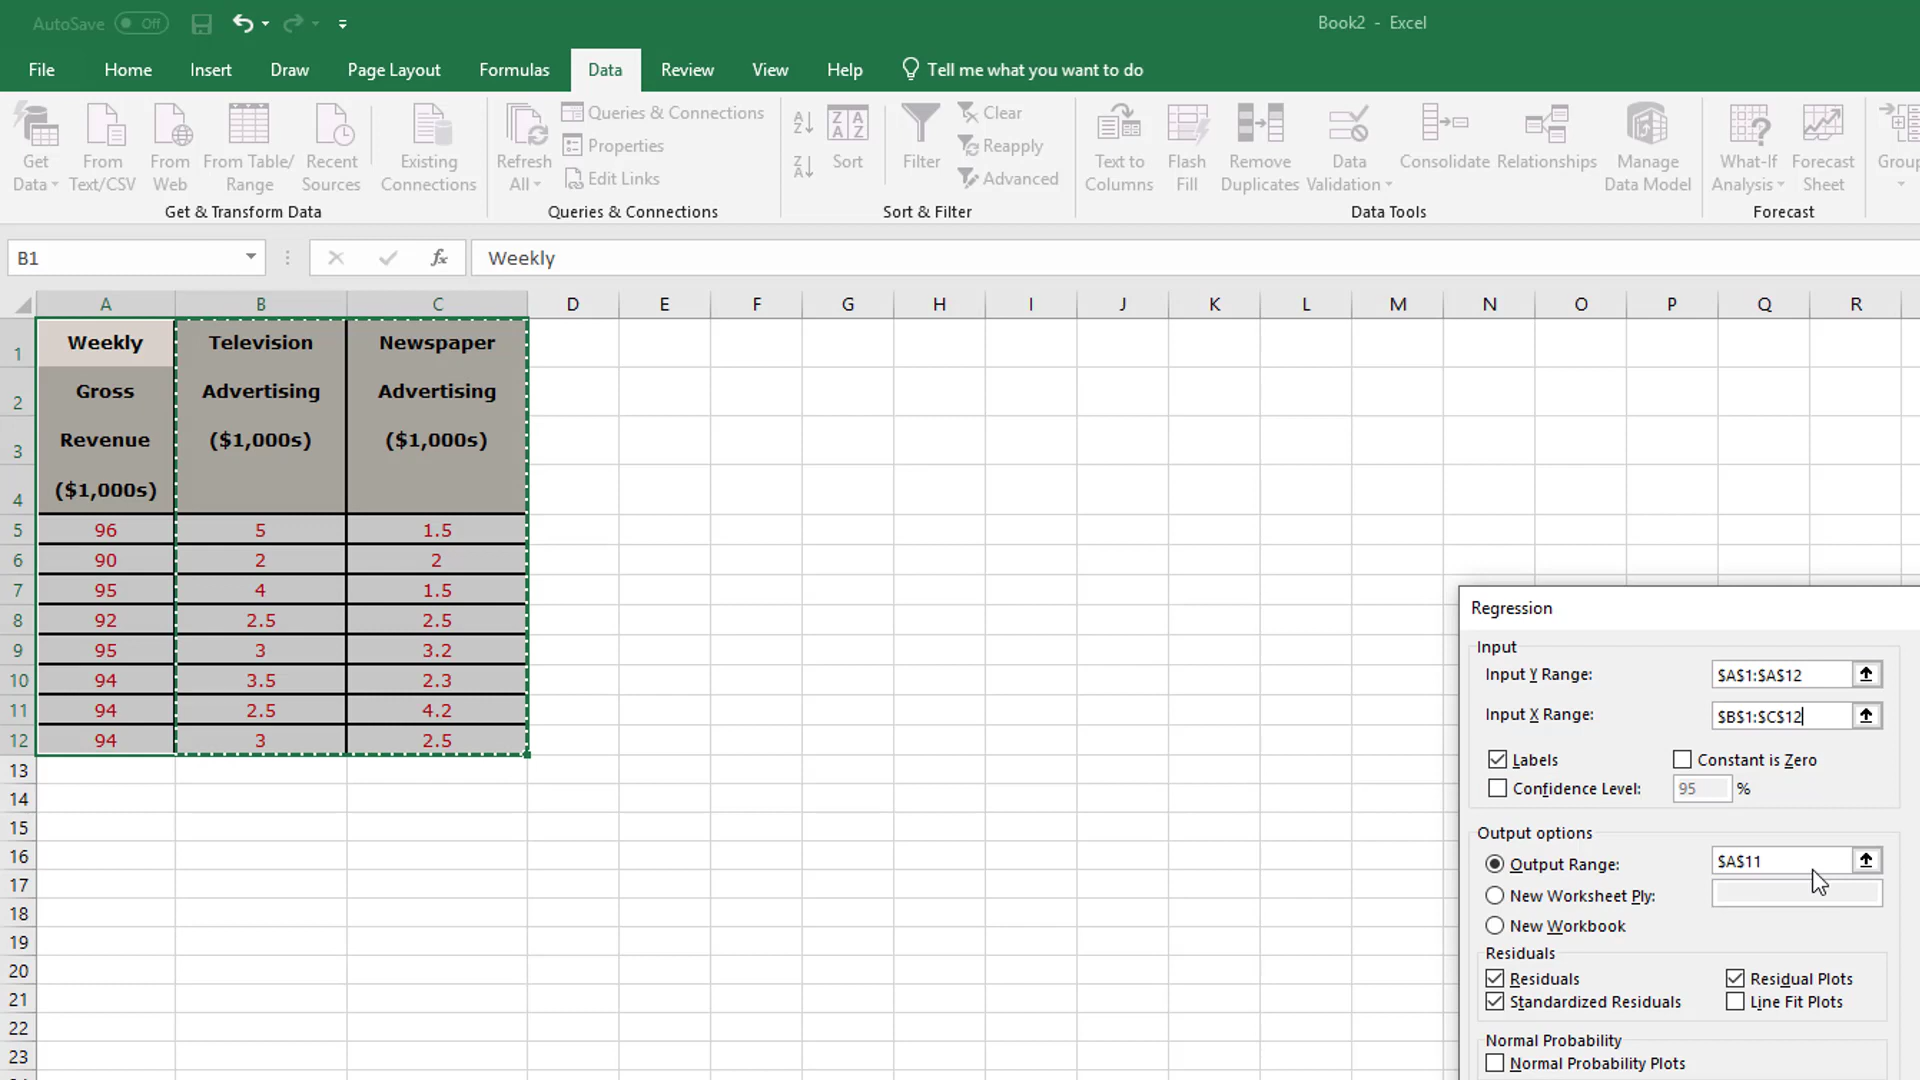 AutoSave Off
Book2 - Excel
File Home Insert Draw Page Layout Formulas Data Review View Help Tell me what you want to do
Get Data
From Text/CSV
From Web
From Table/ Range
Recent Sources
Existing Connections
Get & Transform Data
Refresh All
Queries & Connections
Properties
Edit Links
Queries & Connections
Sort
Filter
Clear
Reapply
Advanced
Sort & Filter
Text to Columns
Flash Fill
Remove Duplicates
Data Validation
Consolidate
Relationships
Manage Data Model
Data Tools
What-If Analysis
Forecast Sheet
Forecast
Group
B1 fx Weekly
A B C D E F G H I J K L M N O P Q R
1 Weekly Television Newspaper
2 Gross Advertising Advertising
3 Revenue ($1,000s) ($1,000s)
4 ($1,000s)
5 96 5 1.5
6 90 2 2
7 95 4 1.5
8 92 2.5 2.5
9 95 3 3.2
10 94 3.5 2.3
11 94 2.5 4.2
12 94 3 2.5
13
14
15
16
17
18
19
20
21
22
23
Regression
Input
Input Y Range: $A$1:$A$12
Input X Range: $B$1:$C$12
Labels Constant is Zero
Confidence Level: 95 %
Output options
Output Range: $A$11
New Worksheet Ply:
New Workbook
Residuals
Residuals Residual Plots
Standardized Residuals Line Fit Plots
Normal Probability
Normal Probability Plots